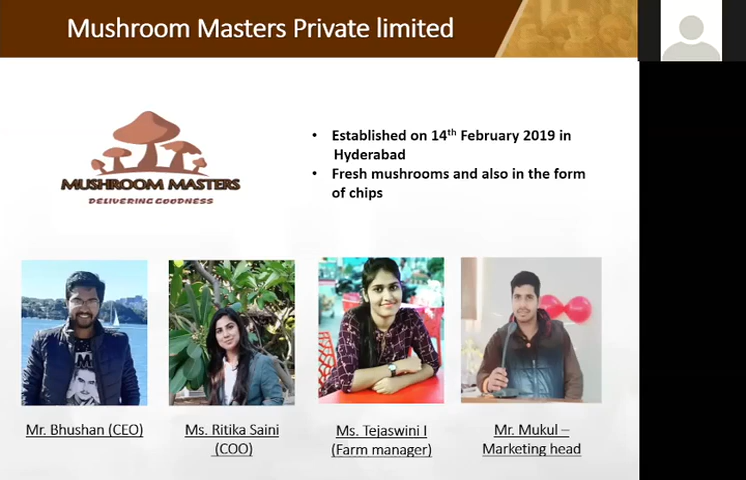 Mushroom Masters Private limited
MUSHROOM MASTERS
DELIVERING GOODNESS
• Established on 14th February 2019 in
Hyderabad
• Fresh mushrooms and also in the form
of chips
Mr. Bhushan (CEO)
Ms. Ritika Saini
(COO)
Ms. Tejaswini I
(Farm manager)
Mr. Mukul –
Marketing head